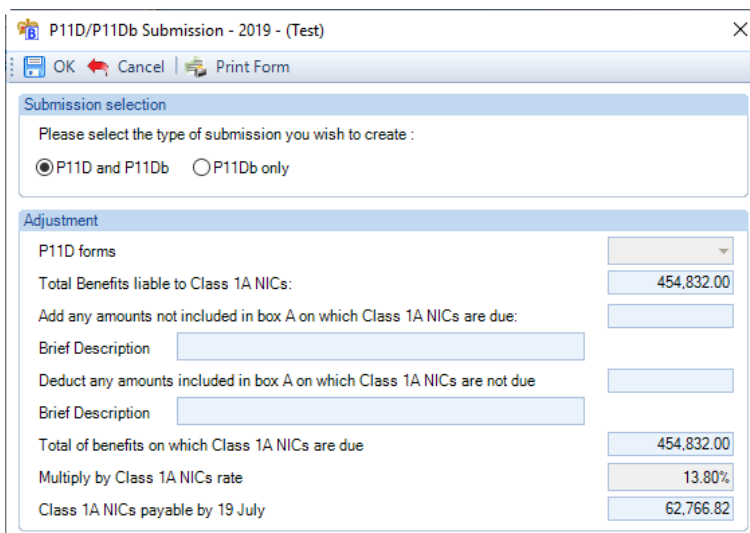 P11D/P11Db Submission - 2019 - (Test)
OK Cancel Print Form
Submission selection
Please select the type of submission you wish to create :
P11D and P11Db P11Db only
Adjustment
P11D forms
Total Benefits liable to Class 1A NICs: 454,832.00
Add any amounts not included in box A on which Class 1A NICs are due:
Brief Description
Deduct any amounts included in box A on which Class 1A NICs are not due
Brief Description
Total of benefits on which Class 1A NICs are due 454,832.00
Multiply by Class 1A NICs rate 13.80%
Class 1A NICs payable by 19 July 62,766.82